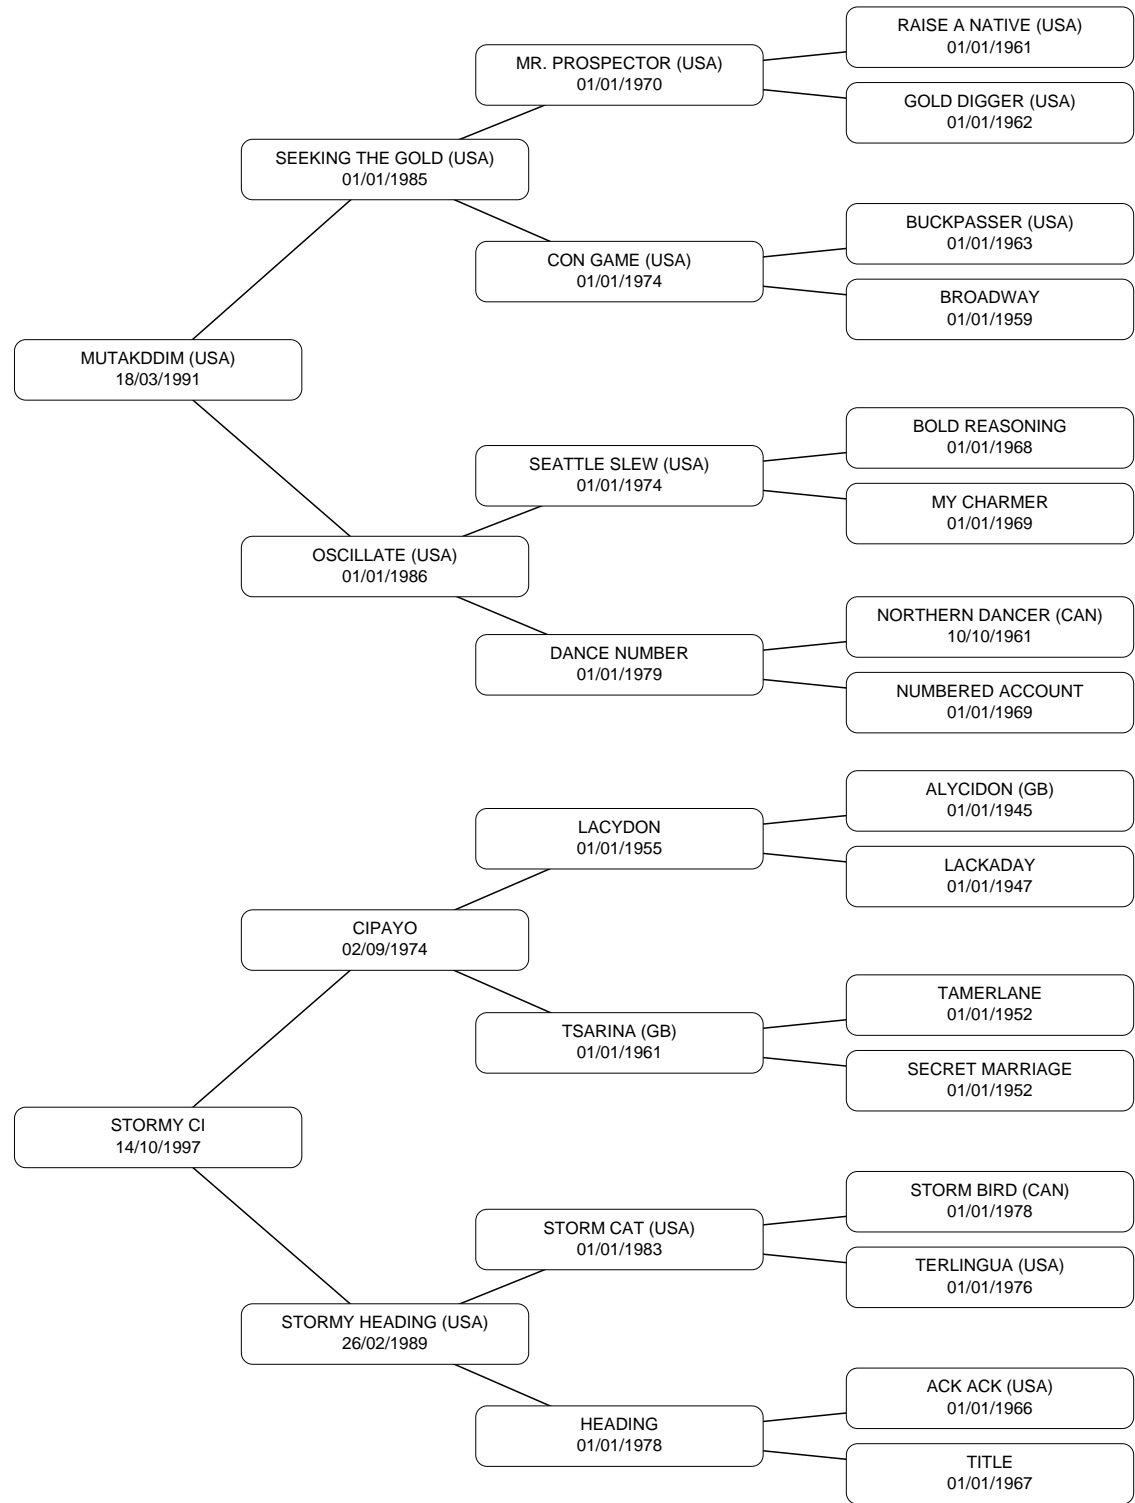 RAISE A NATIVE (USA)
01/01/1961
MR. PROSPECTOR (USA)
01/01/1970
GOLD DIGGER (USA)
01/01/1962
SEEKING THE GOLD (USA)
01/01/1985
BUCKPASSER (USA)
01/01/1963
CON GAME (USA)
01/01/1974
BROADWAY
01/01/1959
MUTAKDDIM (USA)
18/03/1991
BOLD REASONING
01/01/1968
SEATTLE SLEW (USA)
01/01/1974
MY CHARMER
01/01/1969
OSCILLATE (USA)
01/01/1986
NORTHERN DANCER (CAN)
10/10/1961
DANCE NUMBER
01/01/1979
NUMBERED ACCOUNT
01/01/1969
ALYCIDON (GB)
01/01/1945
LACYDON
01/01/1955
LACKADAY
01/01/1947
CIPAYO
02/09/1974
TAMERLANE
01/01/1952
TSARINA (GB)
01/01/1961
SECRET MARRIAGE
01/01/1952
STORMY CI
14/10/1997
STORM BIRD (CAN)
01/01/1978
STORM CAT (USA)
01/01/1983
TERLINGUA (USA)
01/01/1976
STORMY HEADING (USA)
26/02/1989
ACK ACK (USA)
01/01/1966
HEADING
01/01/1978
TITLE
01/01/1967